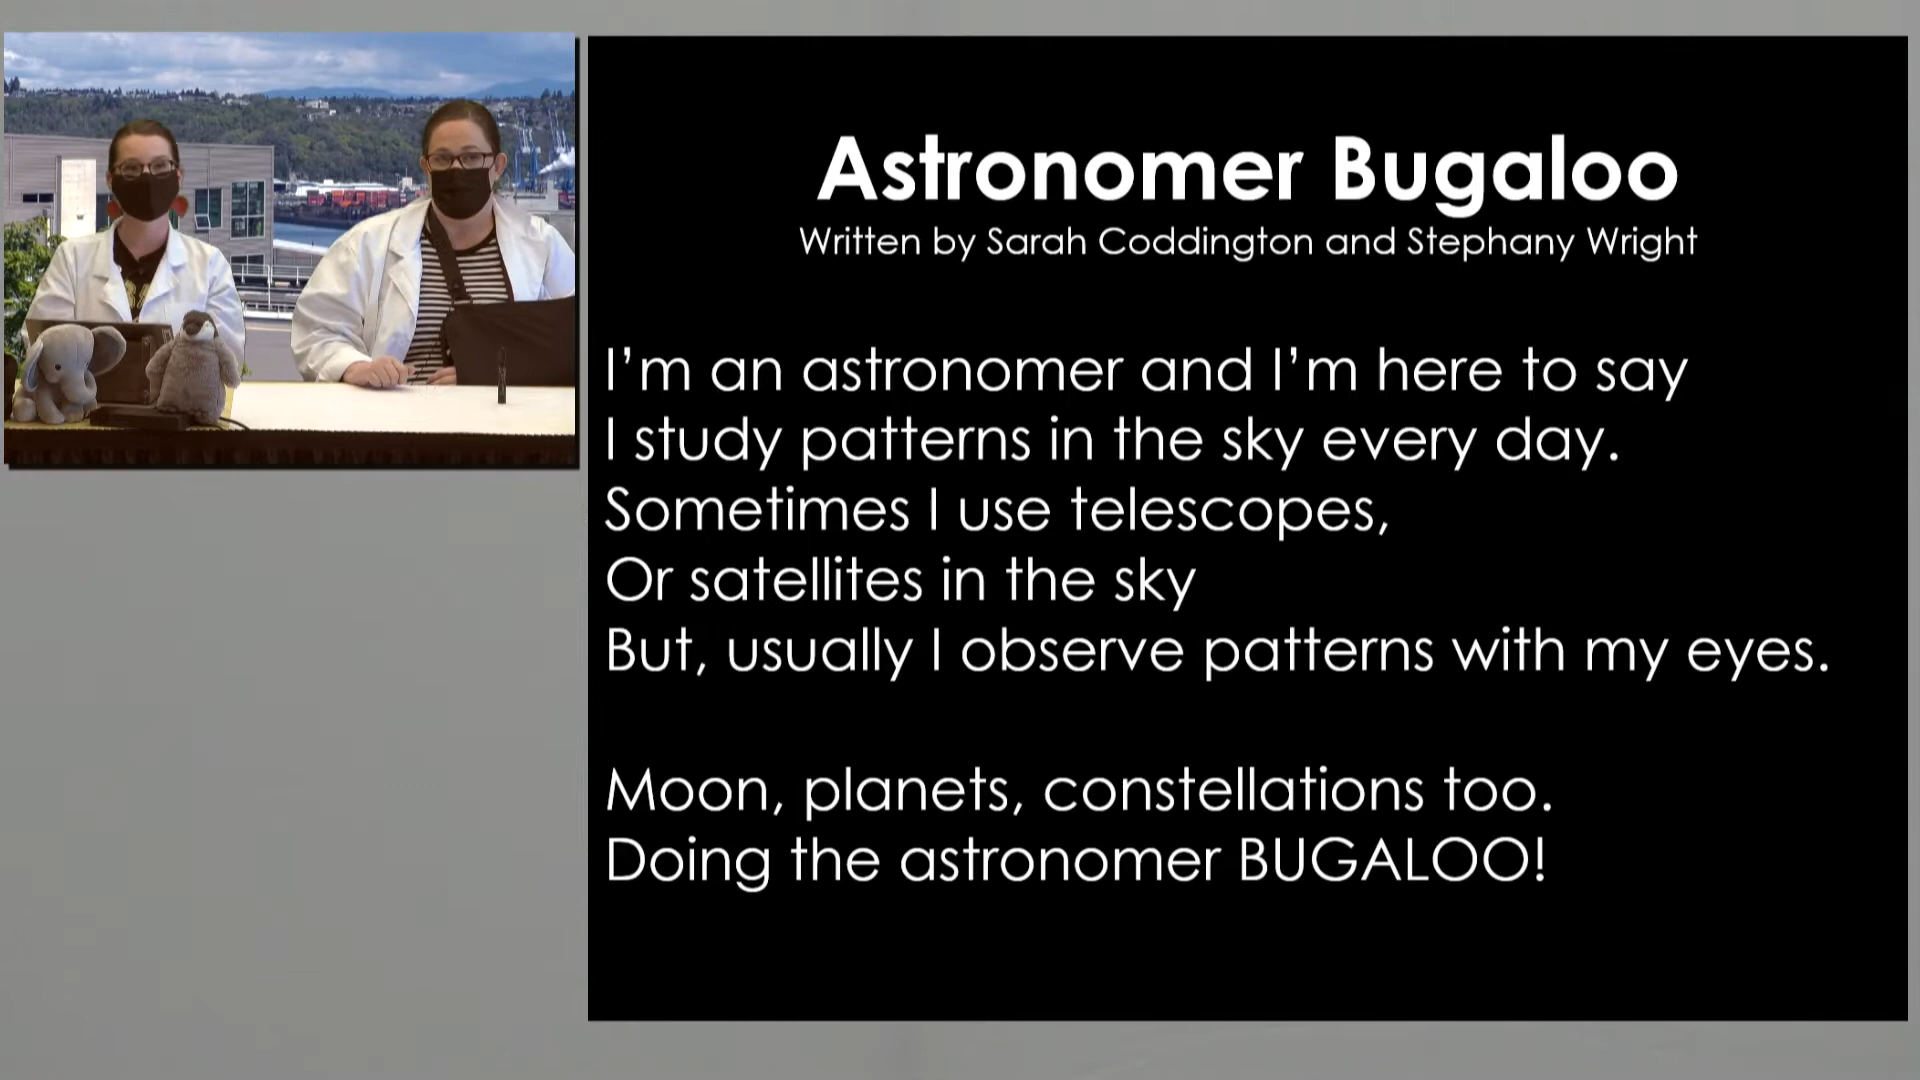 Astronomer Bugaloo
Written by Sarah Coddington and Stephany Wright
I’m an astronomer and I’m here to say
I study patterns in the sky every day.
Sometimes I use telescopes,
Or satellites in the sky
But, usually I observe patterns with my eyes.
Moon, planets, constellations too.
Doing the astronomer BUGALOO!